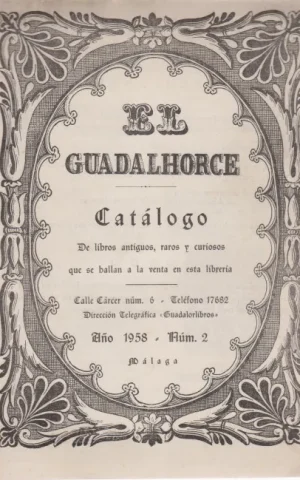 EL
GUADALHORCE
Catálogo
De libros antiguos, raros y curiosos
que se hallan a la venta en esta librería
Calle Cárcer núm. 6 - Teléfono 17682
Dirección Telegráfica «Guadalorlibros»
Año 1958 - Núm. 2
Málaga